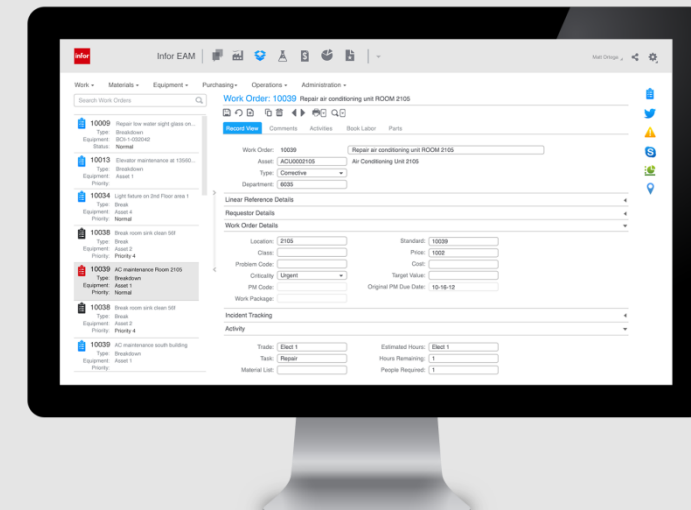 infor
Infor EAM
Matt Ortega
Work
Materials
Equipment
Purchasing
Operations
Administration
Search Work Orders
10009 Repair low water sight glass on...
Type: Breakdown
Status: Normal
10013 Elevator maintenance at
Type: Breakdown
Equipment: Asset 1
Priority:
10034 Light fixture on 2nd Floor area 1
Type: Break
Equipment: Asset 4
Priority: Normal
10038 Break room sink clean 50f
Type: Break
Equipment: Asset 2
Priority: Priority 4
10039 AC maintenance Room 2105
Type: Breakdown
Equipment: Asset 1
Priority: Normal
10038 Break room sink clean 50f
Type: Break
Equipment: Asset 2
Priority: Priority 4
10039 AC maintenance south building
Type: Breakdown
Equipment: Asset 1
Priority:
Work Order: 10039 Repair air conditioning unit ROOM 2105
Record View Comments Activities Book Labor Parts
Work Order: 10039 Repair air conditioning unit ROOM 2105
Asset: ACU0002105 Air Conditioning Unit 2105
Type: Corrective
Department: 6035
Linear Reference Details
Requestor Details
Work Order Details
Location: 2105 Standard: 10039
Class: Price: 1002
Problem Code: Cost:
Criticality Urgent Target Value:
PM Code: Original PM Due Date: 10-16-12
Work Package:
Incident Tracking
Activity
Trade: Elect 1 Estimated Hours: Elect 1
Task: Repair Hours Remaining: 1
Material List: People Required: 1